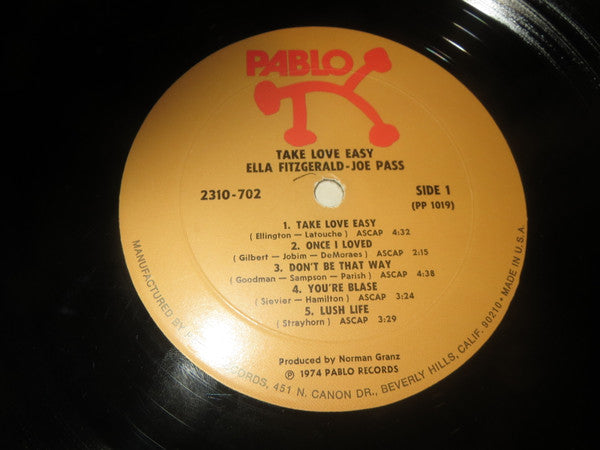 PABLO
TAKE LOVE EASY
ELLA FITZGERALD-JOE PASS
2310-702
SIDE 1
(PP 1019)
1. TAKE LOVE EASY
(Ellington — Latouche) ASCAP 4:32
2. ONCE I LOVED
(Gilbert — Jobim — DeMoraes) ASCAP 2:15
3. DON'T BE THAT WAY
(Goodman — Sampson — Parish) ASCAP 4:38
4. YOU'RE BLASE
(Sievier — Hamilton) ASCAP 3:24
5. LUSH LIFE
(Strayhorn) ASCAP 3:29
Produced by Norman Granz
℗ 1974 PABLO RECORDS
MANUFACTURED BY RECORDS, 451 N. CANON DR., BEVERLY HILLS, CALIF. 90210 • MADE IN U.S.A.